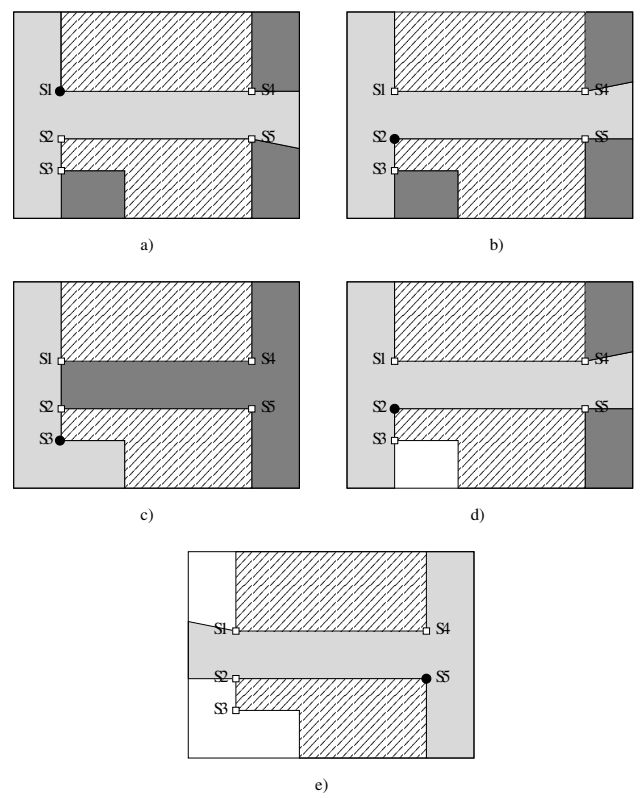 S1 S4 S1 S4
S2 S5 S2 S5
S3 S3
a) b)
S1 S4 S1 S4
S2 S5 S2 S5
S3 S3
c) d)
S1 S4
S2 S5
S3
e)